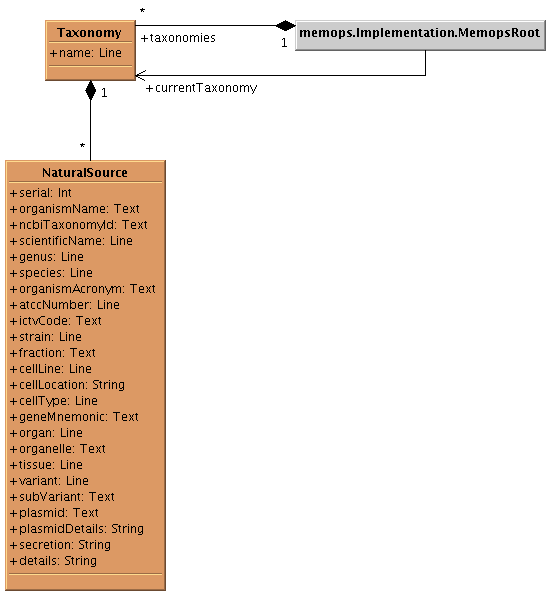 *
Taxonomy
+taxonomies
1
memops.Implementation.MemopsRoot
+name: Line
+currentTaxonomy
1
*
NaturalSource
+serial: Int
+organismName: Text
+ncbiTaxonomyId: Text
+scientificName: Line
+genus: Line
+species: Line
+organismAcronym: Text
+atccNumber: Line
+ictvCode: Text
+strain: Line
+fraction: Text
+cellLine: Line
+cellLocation: String
+cellType: Line
+geneMnemonic: Text
+organ: Line
+organelle: Text
+tissue: Line
+variant: Line
+subVariant: Text
+plasmid: Text
+plasmidDetails: String
+secretion: String
+details: String